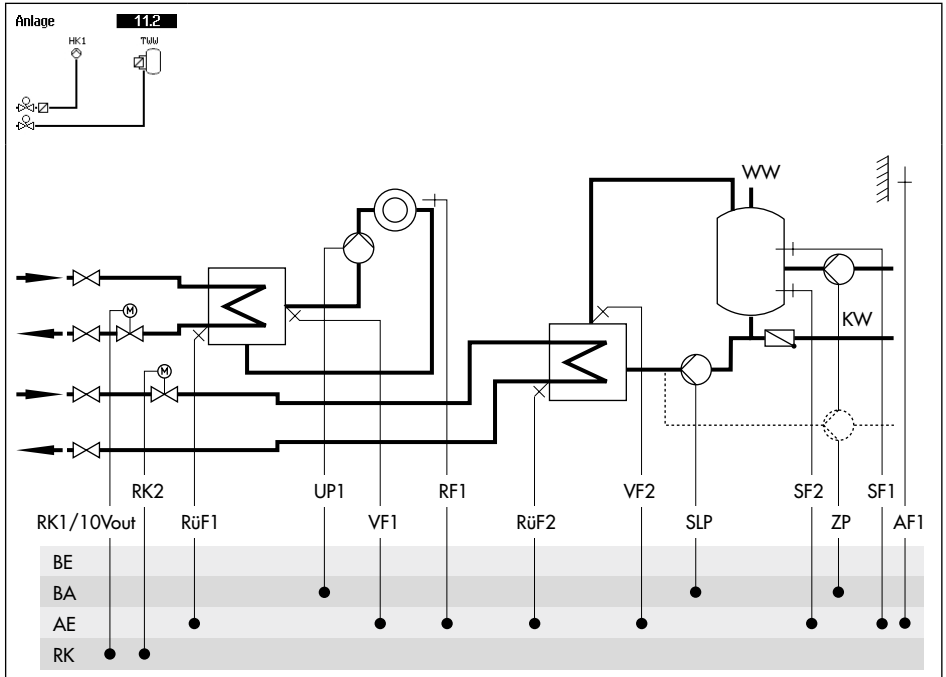 Anlage 11.2
HK1 TWW
WW
M
KW
M
RK2 UP1 RF1 VF2 SF2 SF1
RK1/10Vout RüF1 VF1 RüF2 SLP ZP AF1
BE
BA
AE
RK